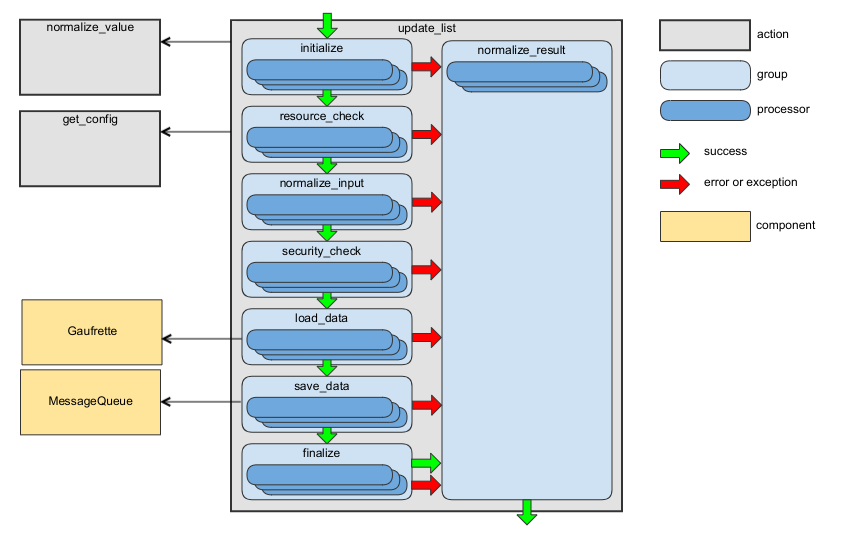 normalize_value
get_config
Gaufrette
MessageQueue
update_list
initialize
resource_check
normalize_input
security_check
load_data
save_data
finalize
normalize_result
action
group
processor
success
error or exception
component